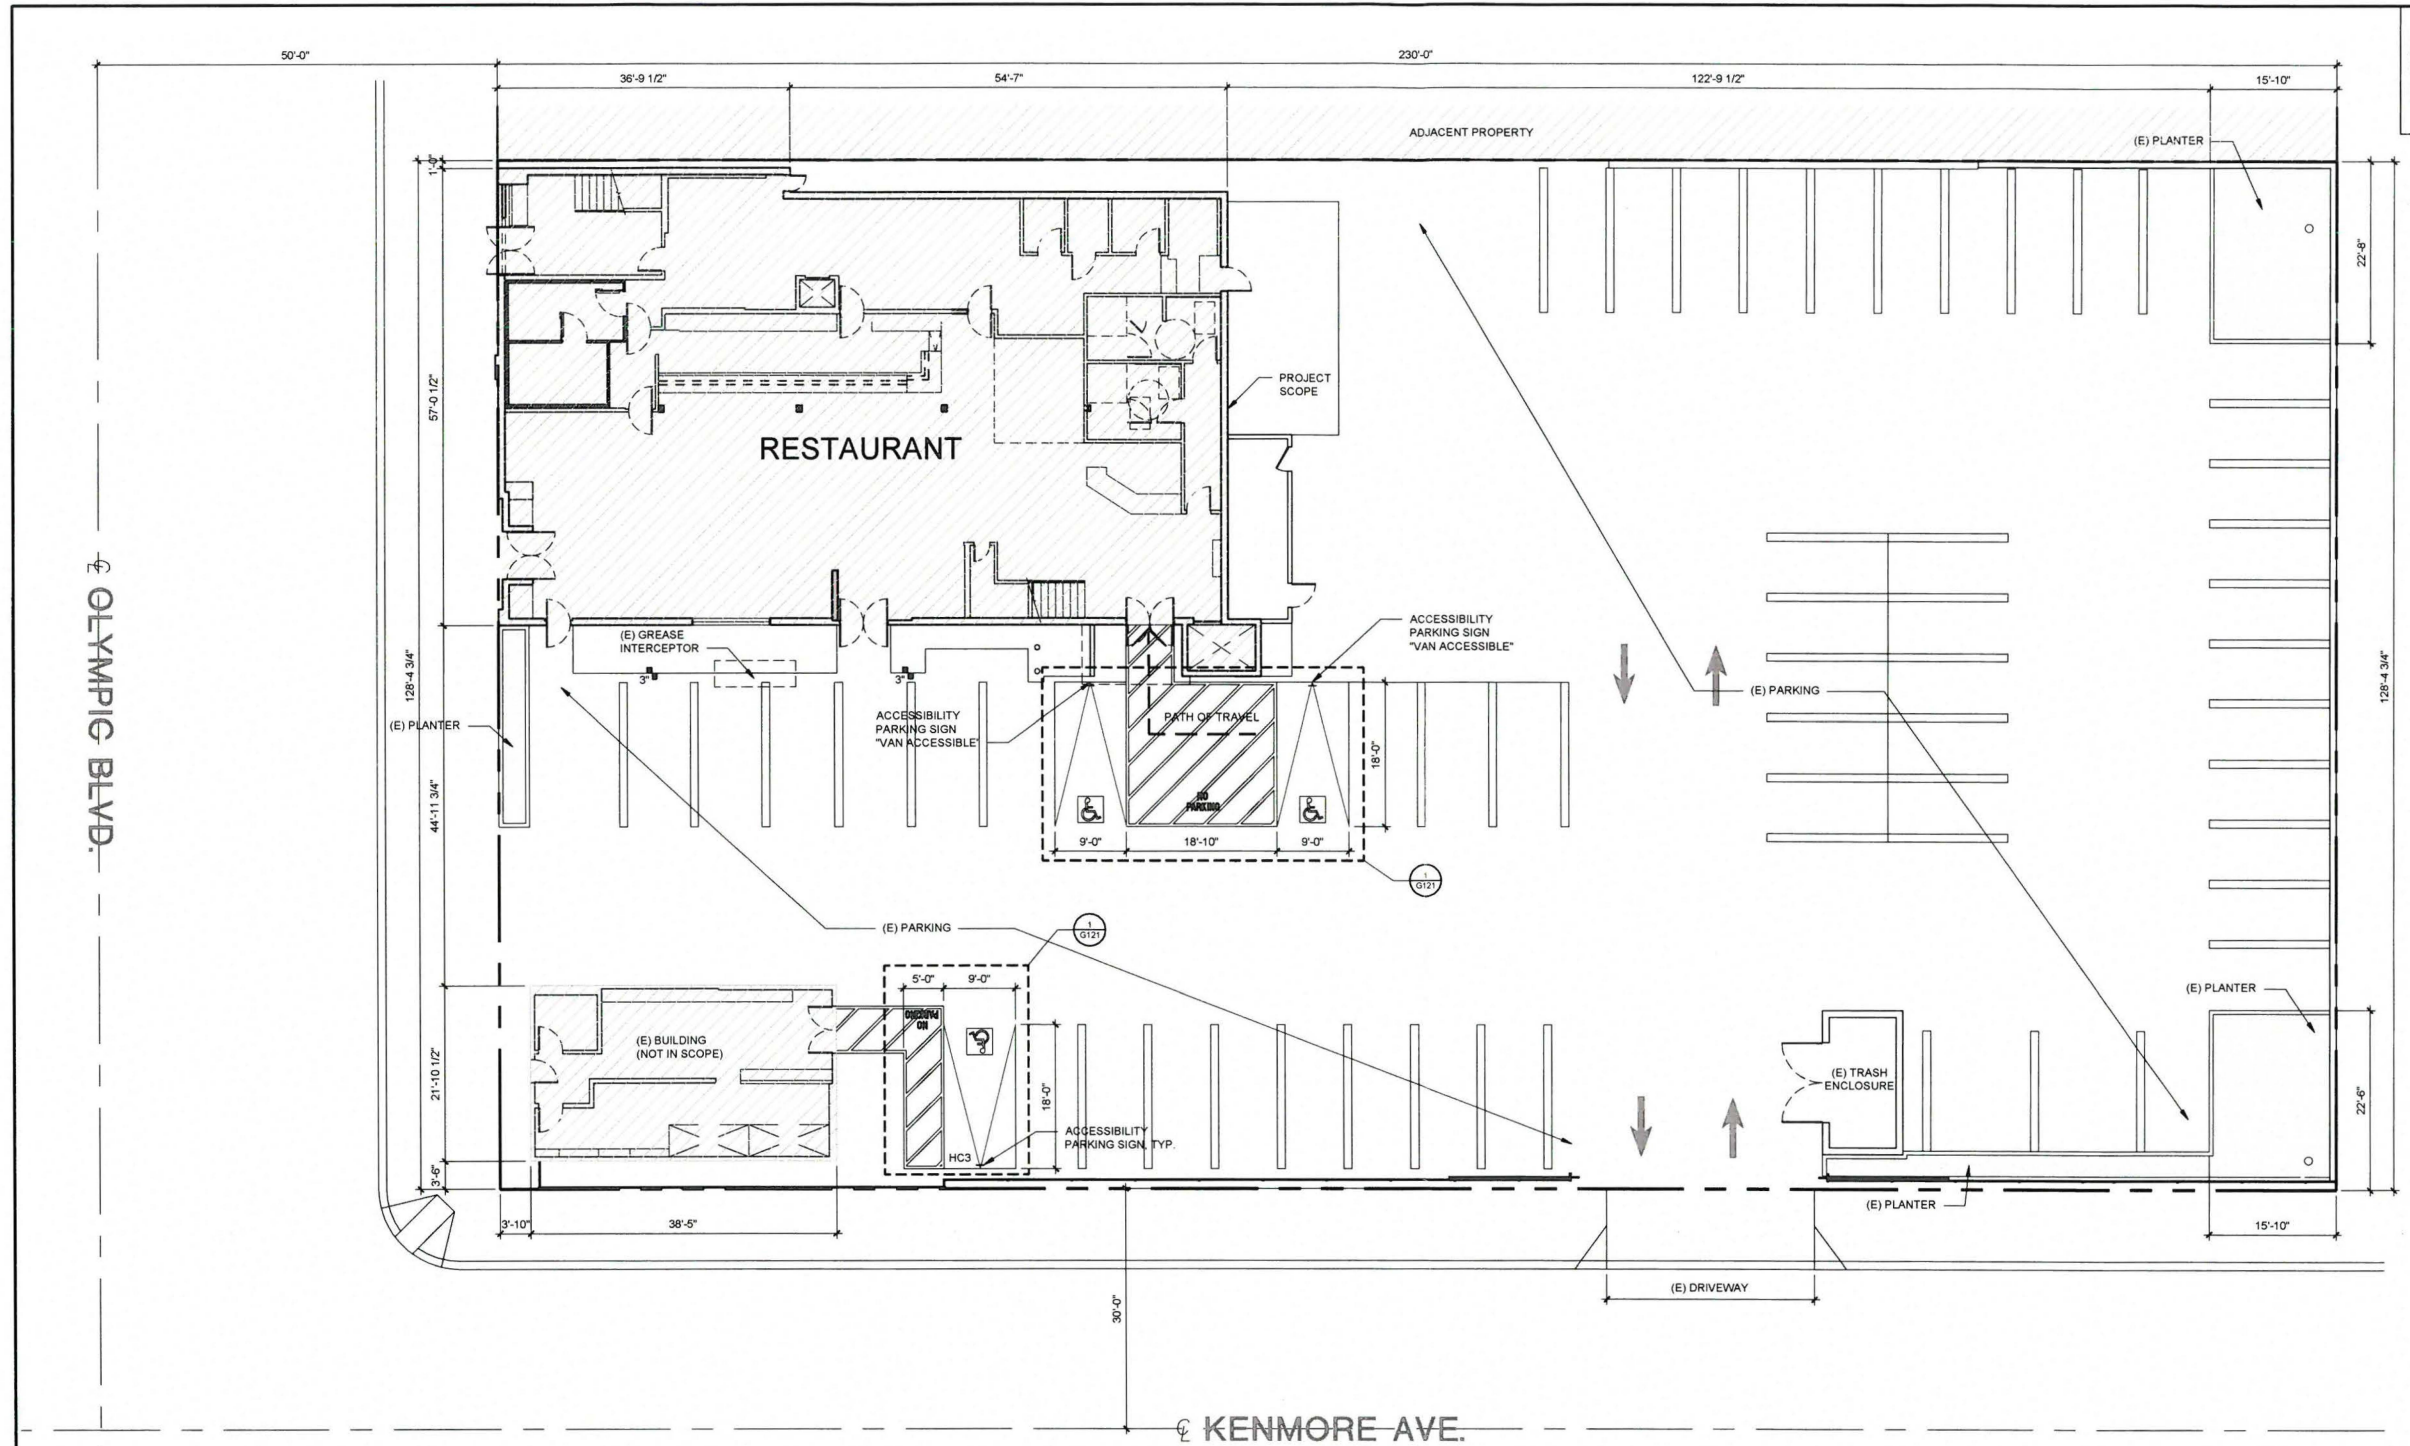 50'-0"
230'-0"
36'-9 1/2"
54'-7"
122'-9 1/2"
15'-10"
ADJACENT PROPERTY
(E) PLANTER
1'-0"
22'-8"
57'-0 1/2"
128'-4 3/4"
PROJECT
SCOPE
RESTAURANT
℄ OLYMPIC BLVD.
(E) GREASE
INTERCEPTOR
3"
3"
ACCESSIBILITY
PARKING SIGN
"VAN ACCESSIBLE"
(E) PLANTER
ACCESSIBILITY
PARKING SIGN
"VAN ACCESSIBLE"
PATH OF TRAVEL
(E) PARKING
128'-4 3/4"
18'-0"
NO
PARKING
44'-11 3/4"
9'-0"
18'-10"
9'-0"
1
G121
(E) PARKING
1
G121
5'-0"
9'-0"
NO
PARKING
(E) BUILDING
(NOT IN SCOPE)
21'-10 1/2"
18'-0"
(E) PLANTER
(E) TRASH
ENCLOSURE
22'-6"
ACCESSIBILITY
PARKING SIGN, TYP.
HC3
3'-6"
(E) PLANTER
3'-10"
38'-5"
15'-10"
(E) DRIVEWAY
30'-0"
℄ KENMORE AVE.